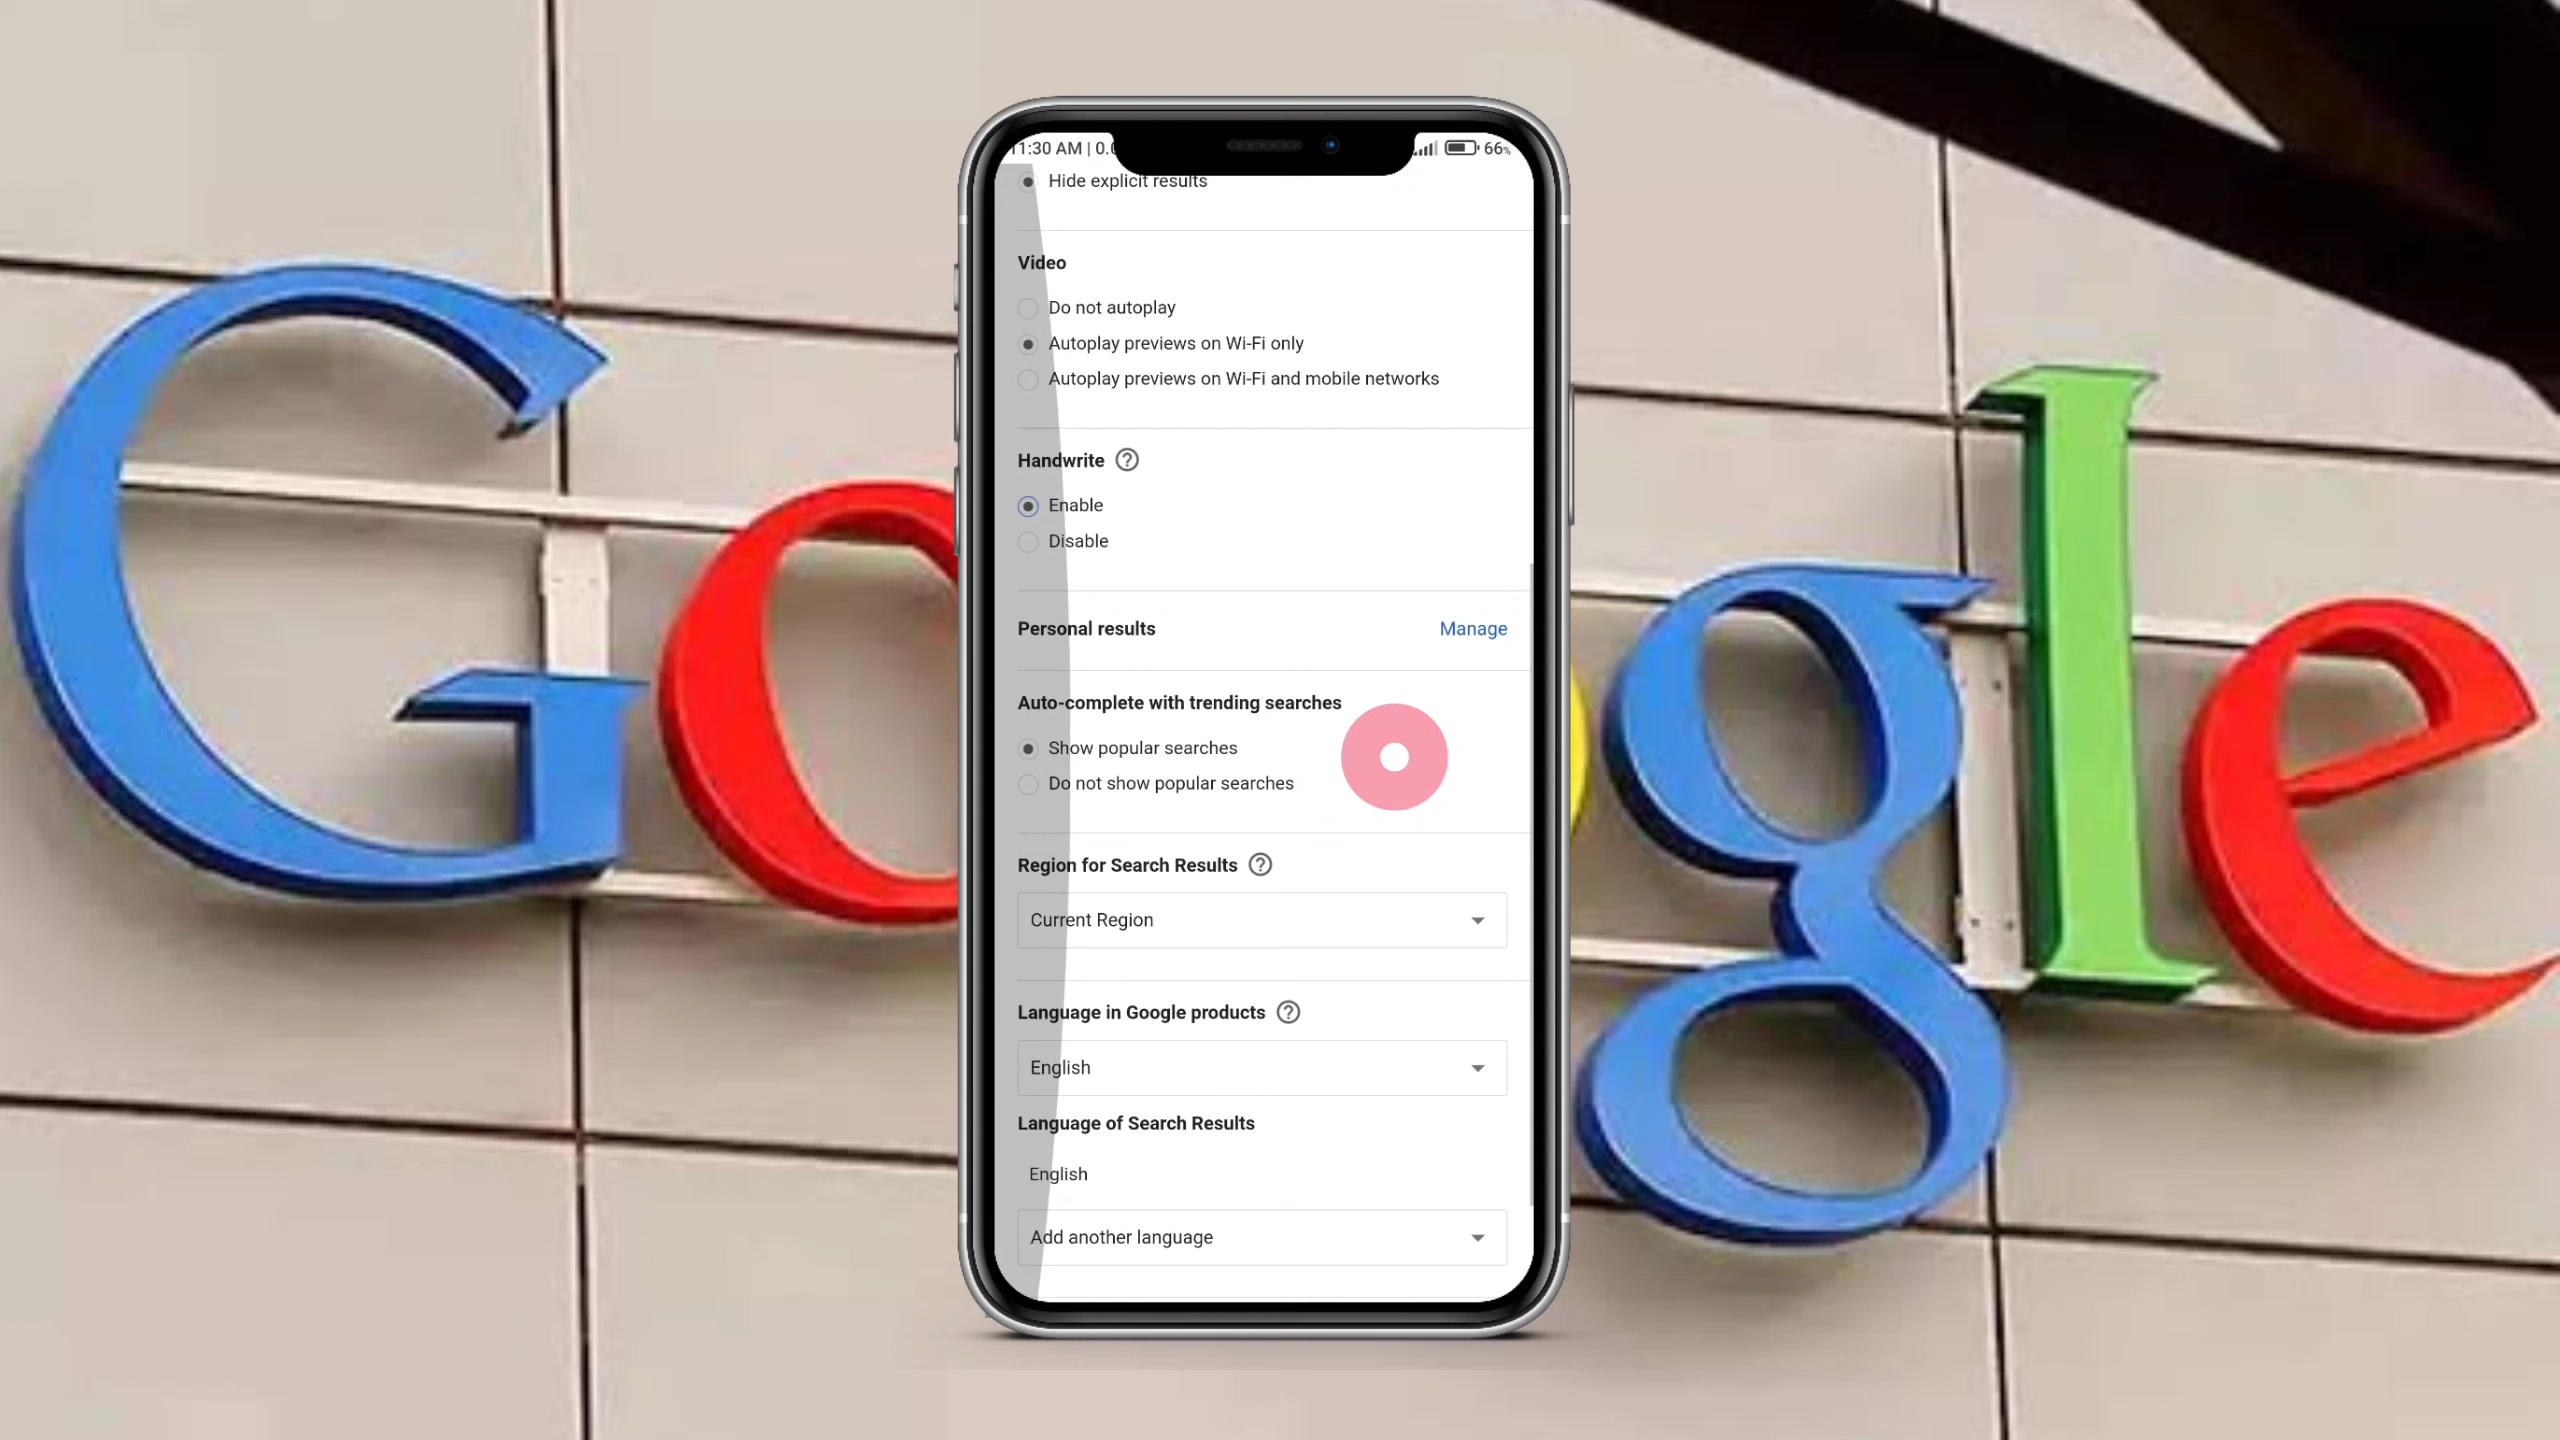 Google
11:30 AM | 0.0
66%
Hide explicit results
Video
Do not autoplay
Autoplay previews on Wi-Fi only
Autoplay previews on Wi-Fi and mobile networks
Handwrite
Enable
Disable
Personal results
Manage
Auto-complete with trending searches
Show popular searches
Do not show popular searches
Region for Search Results
Current Region
Language in Google products
English
Language of Search Results
English
Add another language